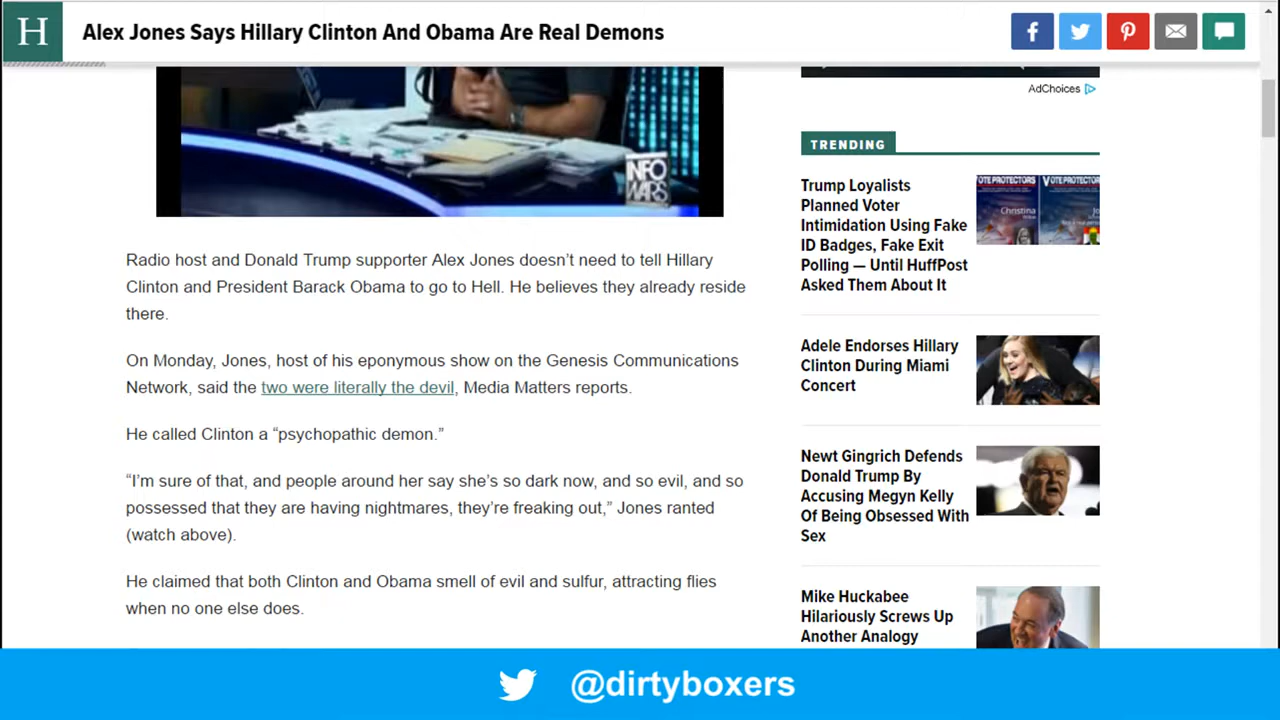 H
Alex Jones Says Hillary Clinton And Obama Are Real Demons
AdChoices
INFO
WARS
Radio host and Donald Trump supporter Alex Jones doesn’t need to tell Hillary
Clinton and President Barack Obama to go to Hell. He believes they already reside
there.
On Monday, Jones, host of his eponymous show on the Genesis Communications
Network, said the two were literally the devil, Media Matters reports.
He called Clinton a “psychopathic demon.”
“I’m sure of that, and people around her say she’s so dark now, and so evil, and so
possessed that they are having nightmares, they’re freaking out,” Jones ranted
(watch above).
He claimed that both Clinton and Obama smell of evil and sulfur, attracting flies
when no one else does.
TRENDING
Trump Loyalists
Planned Voter
Intimidation Using Fake
ID Badges, Fake Exit
Polling — Until HuffPost
Asked Them About It
VOTE PROTECTORS
Christina
VOTE PROTECTORS
Adele Endorses Hillary
Clinton During Miami
Concert
Newt Gingrich Defends
Donald Trump By
Accusing Megyn Kelly
Of Being Obsessed With
Sex
Mike Huckabee
Hilariously Screws Up
Another Analogy
@dirtyboxers